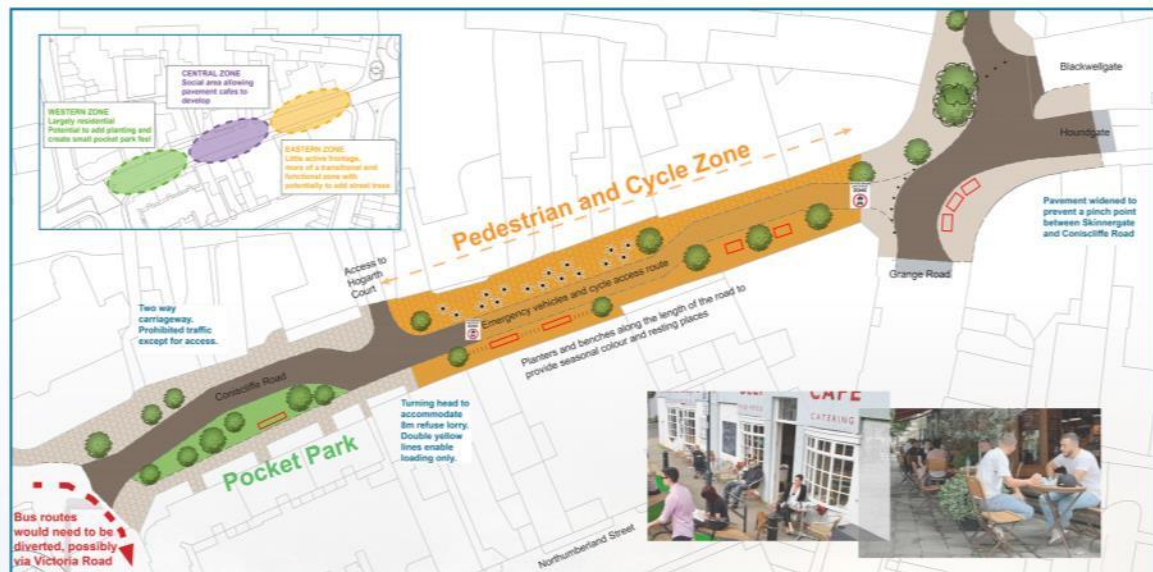 CENTRAL ZONE
Social area allowing
pavement cafes to
develop
WESTERN ZONE
Largely residential
Potential to add planting and
create small pocket park feel
EASTERN ZONE
Little active frontage,
more of a transitional and
functional zone with
potentially to add street trees
Pedestrian and Cycle Zone
Blackwellgate
Houndgate
Pavement widened to
prevent a pinch point
between Skinnergate
and Coniscliffe Road
Grange Road
ZONE
Access to
Hogarth
Court
Emergency vehicles and cycle access route
ZONE
Two way
carriageway.
Prohibited traffic
except for access.
Planters and benches along the length of the road to
provide seasonal colour and resting places
Coniscliffe Road
Turning head to
accommodate
8m refuse lorry.
Double yellow
lines enable
loading only.
Pocket Park
Bus routes
would need to be
diverted, possibly
via Victoria Road
Northumberland Street
DELI
CAFE
CATERING